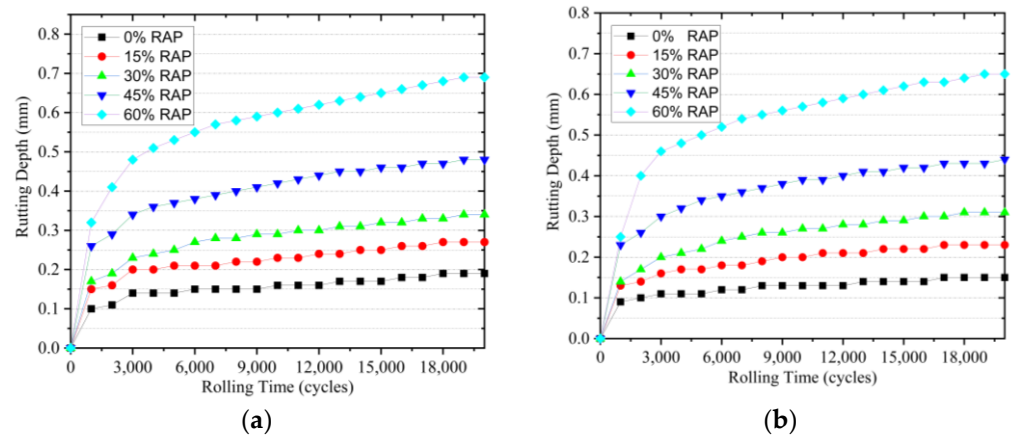 0.8
0.7
0.6
0.5
0.4
0.3
0.2
0.1
0.0
Rutting Depth (mm)
0% RAP
15% RAP
30% RAP
45% RAP
60% RAP
0 3,000 6,000 9,000 12,000 15,000 18,000
Rolling Time (cycles)
(a)
0.8
0.7
0.6
0.5
0.4
0.3
0.2
0.1
0.0
Rutting Depth (mm)
0% RAP
15% RAP
30% RAP
45% RAP
60% RAP
0 3,000 6,000 9,000 12,000 15,000 18,000
Rolling Time (cycles)
(b)